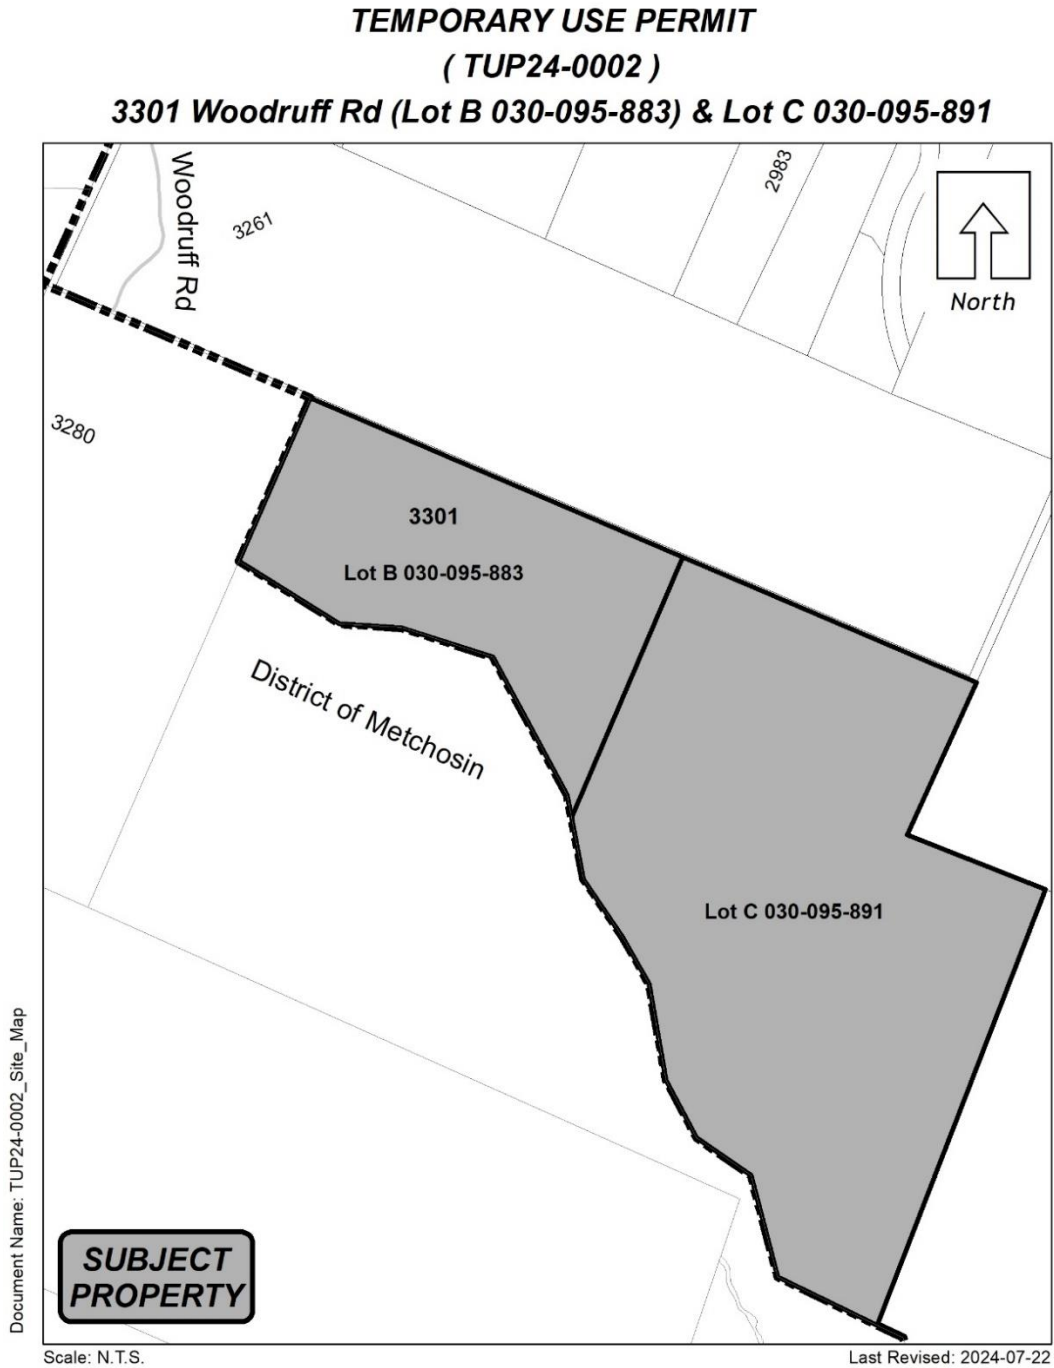 TEMPORARY USE PERMIT
( TUP24-0002 )
3301 Woodruff Rd (Lot B 030-095-883) & Lot C 030-095-891
Woodruff Rd
3261
2983
North
3280
3301
Lot B 030-095-883
District of Metchosin
Lot C 030-095-891
Document Name: TUP24-0002_Site_Map
SUBJECT
PROPERTY
Scale: N.T.S.
Last Revised: 2024-07-22